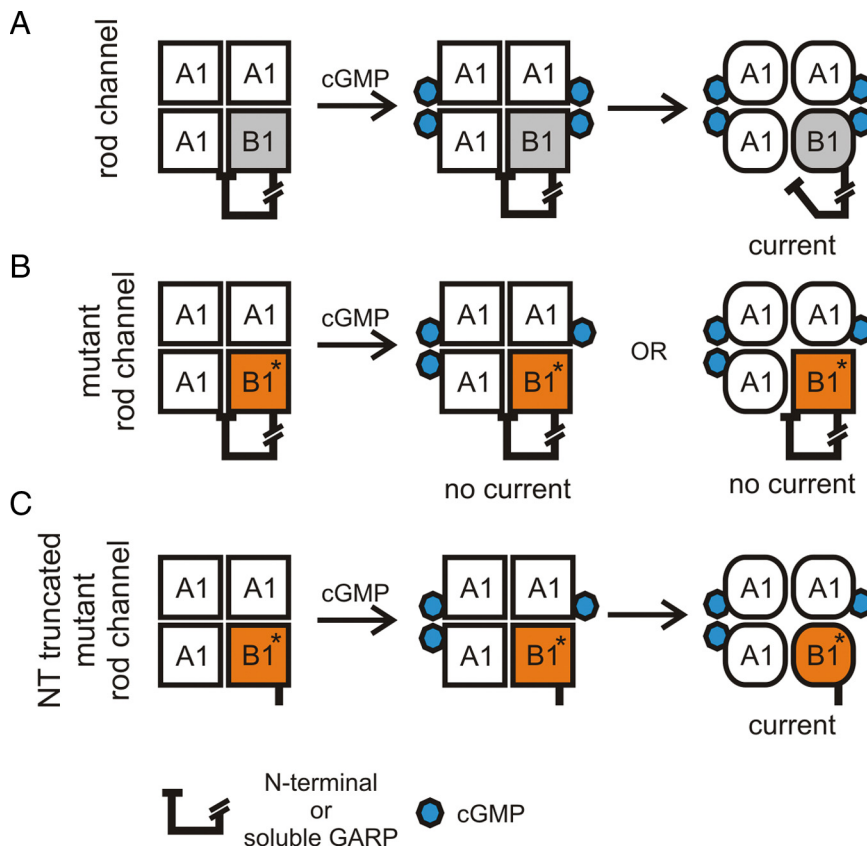 A
rod channel
A1 A1
A1 B1
cGMP
A1 A1
A1 B1
A1 A1
A1 B1
current
B
mutant
rod channel
A1 A1
A1 B1*
cGMP
A1 A1
A1 B1*
no current
OR
A1 A1
A1 B1*
no current
C
NT truncated
mutant
rod channel
A1 A1
A1 B1*
cGMP
A1 A1
A1 B1*
A1 A1
A1 B1*
current
N-terminal
or
soluble GARP
cGMP